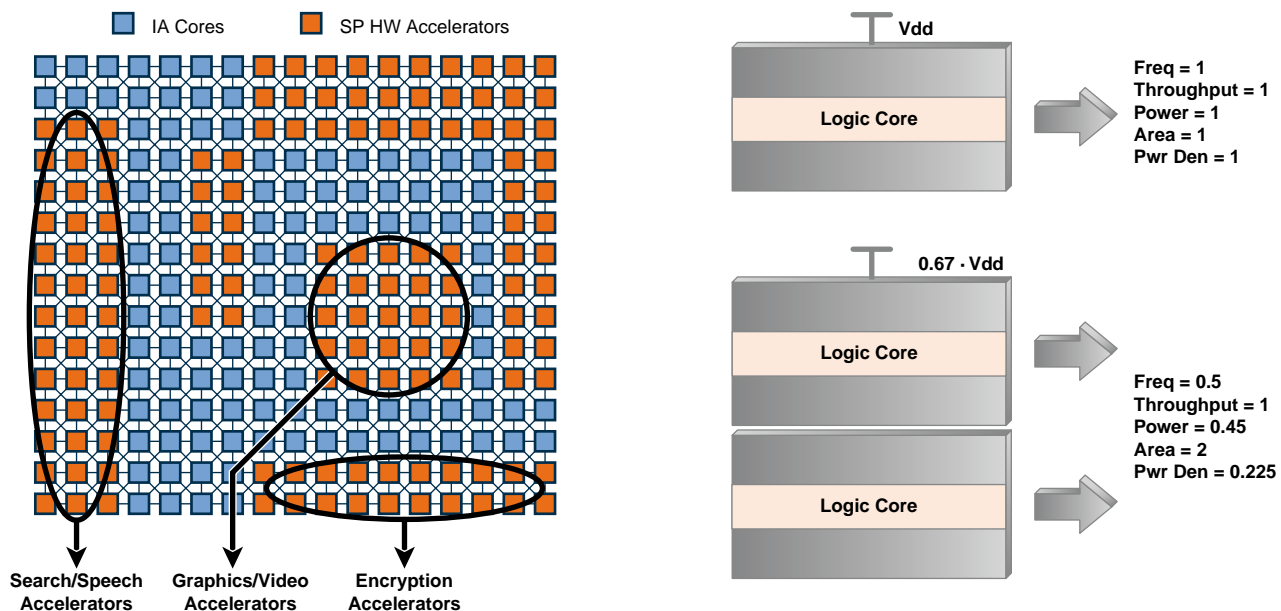 IA Cores
SP HW Accelerators
Search/Speech
Accelerators
Graphics/Video
Accelerators
Encryption
Accelerators
Vdd
Logic Core
Freq = 1
Throughput = 1
Power = 1
Area = 1
Pwr Den = 1
0.67 · Vdd
Logic Core
Logic Core
Freq = 0.5
Throughput = 1
Power = 0.45
Area = 2
Pwr Den = 0.225